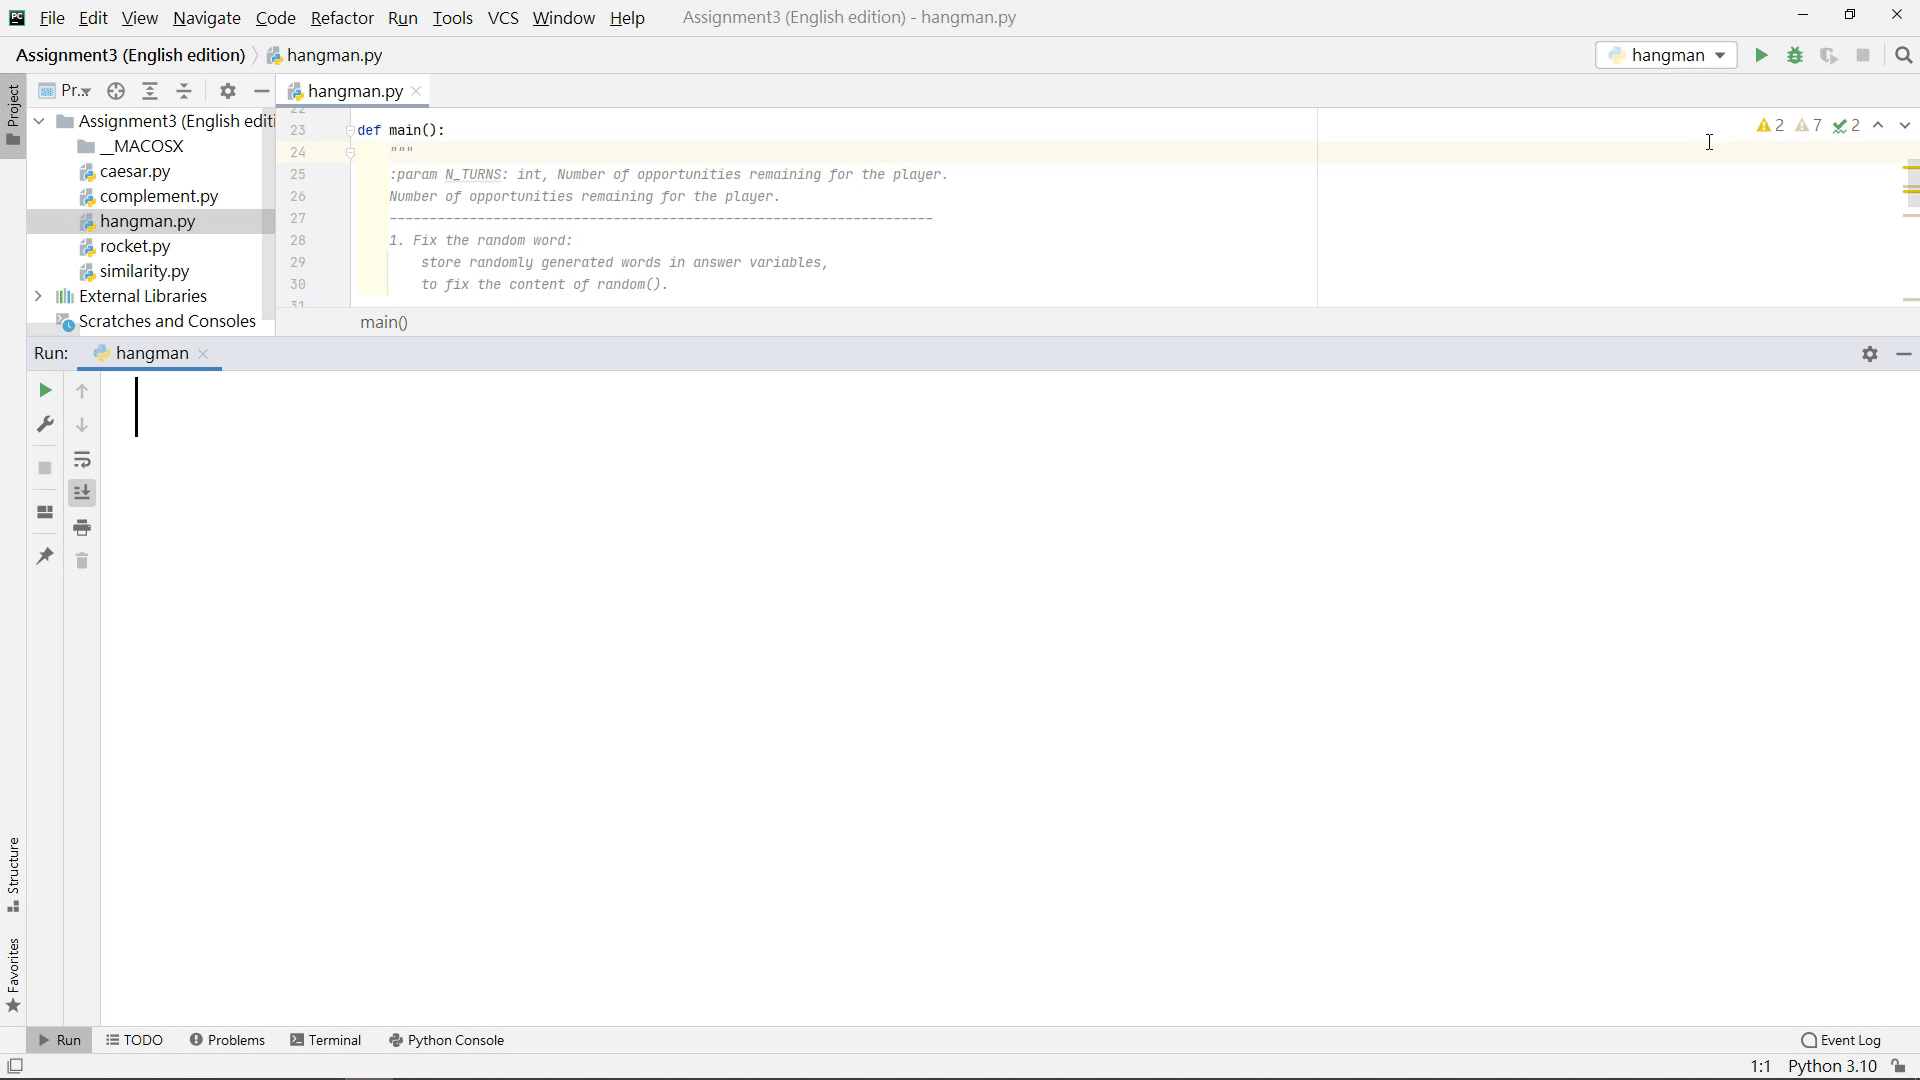 File Edit View Navigate Code Refactor Run Tools VCS Window Help Assignment3 (English edition) - hangman.py
Assignment3 (English edition) hangman.py hangman
Project
Pr... hangman.py
Assignment3 (English editi
__MACOSX
caesar.py
complement.py
hangman.py
rocket.py
similarity.py
External Libraries
Scratches and Consoles
22
23 def main():
24 """
25 :param N_TURNS: int, Number of opportunities remaining for the player.
26 Number of opportunities remaining for the player.
27 --------------------------------------------------------------------
28 1. Fix the random word:
29 store randomly generated words in answer variables,
30 to fix the content of random().
31
2 7 2
main()
Run: hangman
Structure
Favorites
Run TODO Problems Terminal Python Console Event Log
1:1 Python 3.10